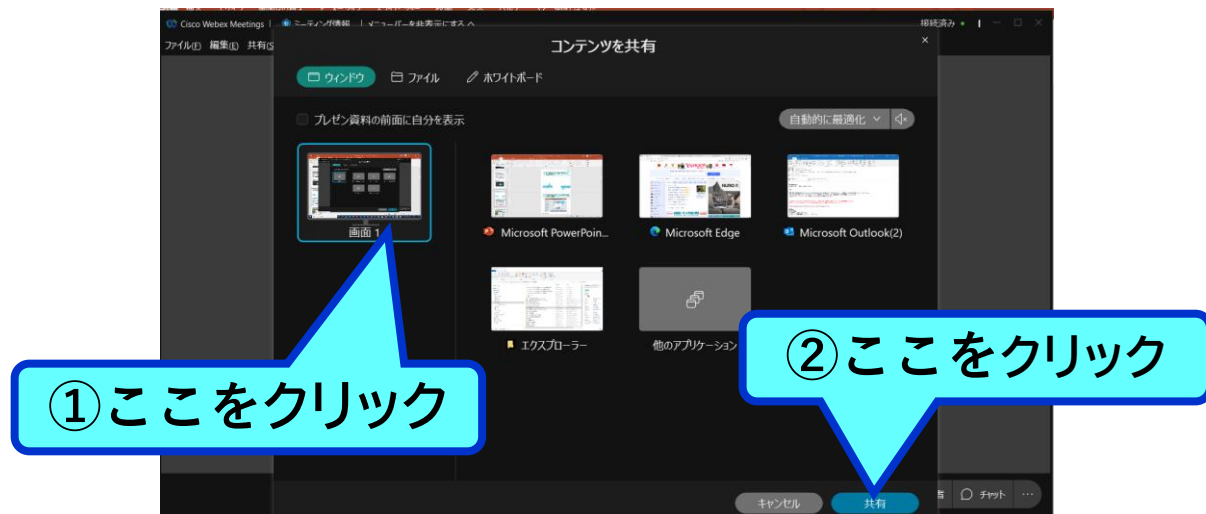 Cisco Webex Meetings | ミーティング情報 | メニューバーを非表示にする ^
接続済み
ファイル(F) 編集(E) 共有(S
コンテンツを共有
ウィンドウ ファイル ホワイトボード
プレゼン資料の前面に自分を表示
自動的に最適化
画面 1
Microsoft PowerPoin...
Microsoft Edge
Microsoft Outlook(2)
エクスプローラー
他のアプリケーション
①ここをクリック
②ここをクリック
キャンセル
共有
チャット